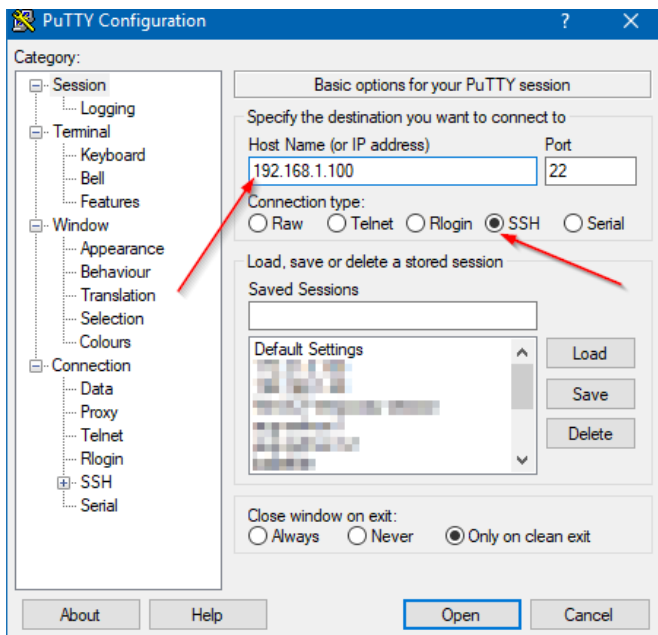 PuTTY Configuration ? ✕
Category:
Session
Logging
Terminal
Keyboard
Bell
Features
Window
Appearance
Behaviour
Translation
Selection
Colours
Connection
Data
Proxy
Telnet
Rlogin
SSH
Serial
Basic options for your PuTTY session
Specify the destination you want to connect to
Host Name (or IP address) Port
192.168.1.100 22
Connection type:
Raw Telnet Rlogin SSH Serial
Load, save or delete a stored session
Saved Sessions
Default Settings
Load
Save
Delete
Close window on exit:
Always Never Only on clean exit
About Help Open Cancel